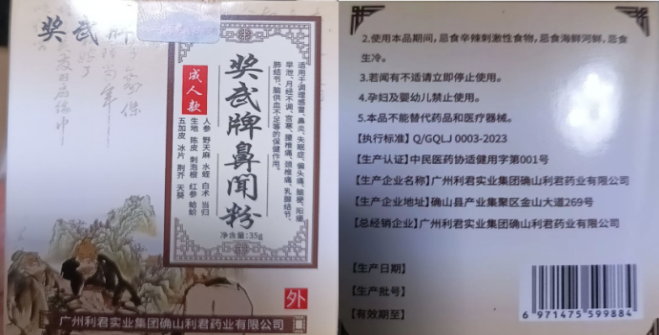 奖武
成人款
奖武牌鼻闻粉
净含量:35g
适用于调理感冒、鼻炎、失眠症、偏头痛、脑梗、阳痿、
早泄、月经不调、宫寒、腰椎痛、颈椎痛、乳腺结节、
肺结节、脑供血不足等的保健作用。
人参 野天麻 水蛭 白术 当归
生地 陈皮 刺泡根 红参 蛤蚧
五加皮 冰片 荆芥 天葵
外
广州利君实业集团确山利君药业有限公司
2.使用本品期间,忌食辛辣刺激性食物,忌食海鲜河鲜,忌食
生冷。
3.若闻有不适请立即停止使用。
4.孕妇及婴幼儿禁止使用。
5.本品不能替代药品和医疗器械。
【执行标准】Q/GQLJ 0003-2023
【生产认证】中民医药协适健用字第001号
【生产企业名称】广州利君实业集团确山利君药业有限公司
【生产企业地址】确山县产业集聚区金山大道269号
【总经销企业】广州利君实业集团确山利君药业有限公司
【生产日期】
【生产批号】
【有效期至】
6 971475 599884